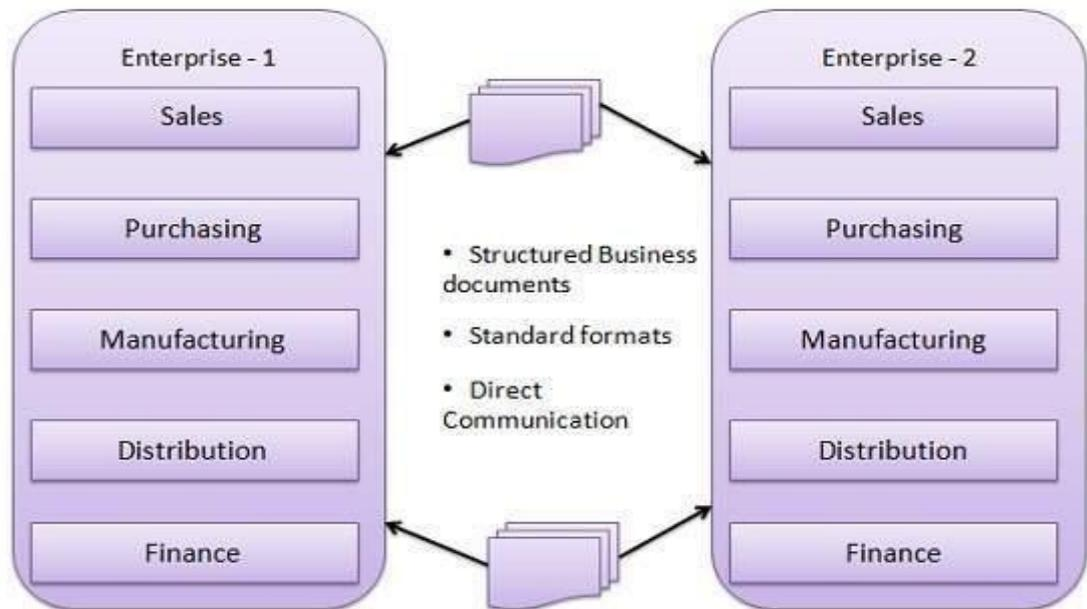 Enterprise - 1
Sales
Purchasing
Manufacturing
Distribution
Finance
• Structured Business
documents
• Standard formats
• Direct
Communication
Enterprise - 2
Sales
Purchasing
Manufacturing
Distribution
Finance